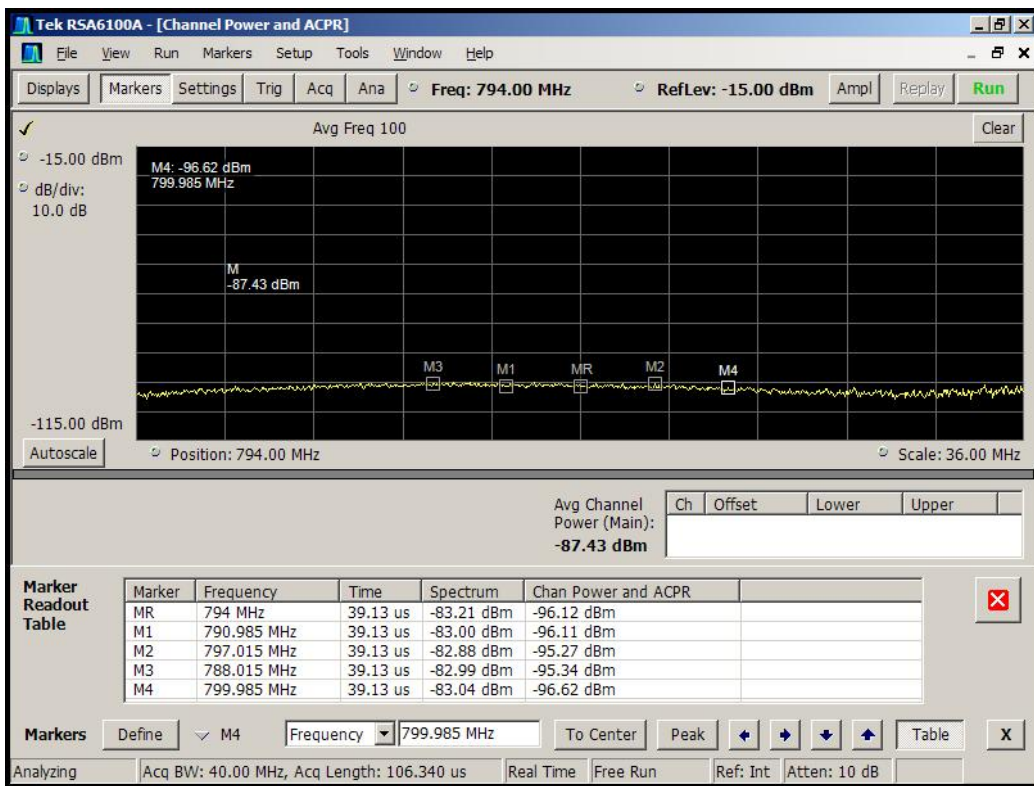 Tek RSA6100A - [Channel Power and ACPR]
File View Run Markers Setup Tools Window Help
Displays Markers Settings Trig Acq Ana Freq: 794.00 MHz RefLev: -15.00 dBm Ampl Replay Run
Avg Freq 100 Clear
-15.00 dBm
dB/div:
10.0 dB
M4: -96.62 dBm
799.985 MHz
M
-87.43 dBm
M3 M1 MR M2 M4
-115.00 dBm
Autoscale Position: 794.00 MHz Scale: 36.00 MHz
Avg Channel
Power (Main):
-87.43 dBm
Ch Offset Lower Upper
Marker
Readout
Table
Marker Frequency Time Spectrum Chan Power and ACPR
MR 794 MHz 39.13 us -83.21 dBm -96.12 dBm
M1 790.985 MHz 39.13 us -83.00 dBm -96.11 dBm
M2 797.015 MHz 39.13 us -82.88 dBm -95.27 dBm
M3 788.015 MHz 39.13 us -82.99 dBm -95.34 dBm
M4 799.985 MHz 39.13 us -83.04 dBm -96.62 dBm
Markers Define M4 Frequency 799.985 MHz To Center Peak Table X
Analyzing Acq BW: 40.00 MHz, Acq Length: 106.340 us Real Time Free Run Ref: Int Atten: 10 dB